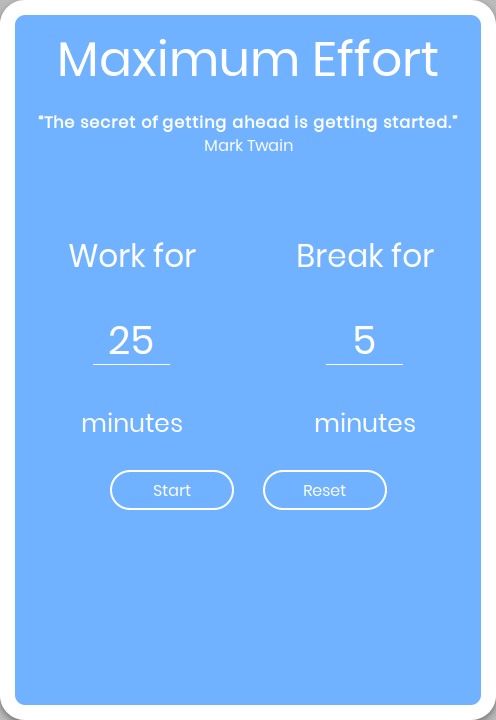 Maximum Effort
"The secret of getting ahead is getting started."
Mark Twain
Work for
Break for
25
5
minutes
minutes
Start
Reset